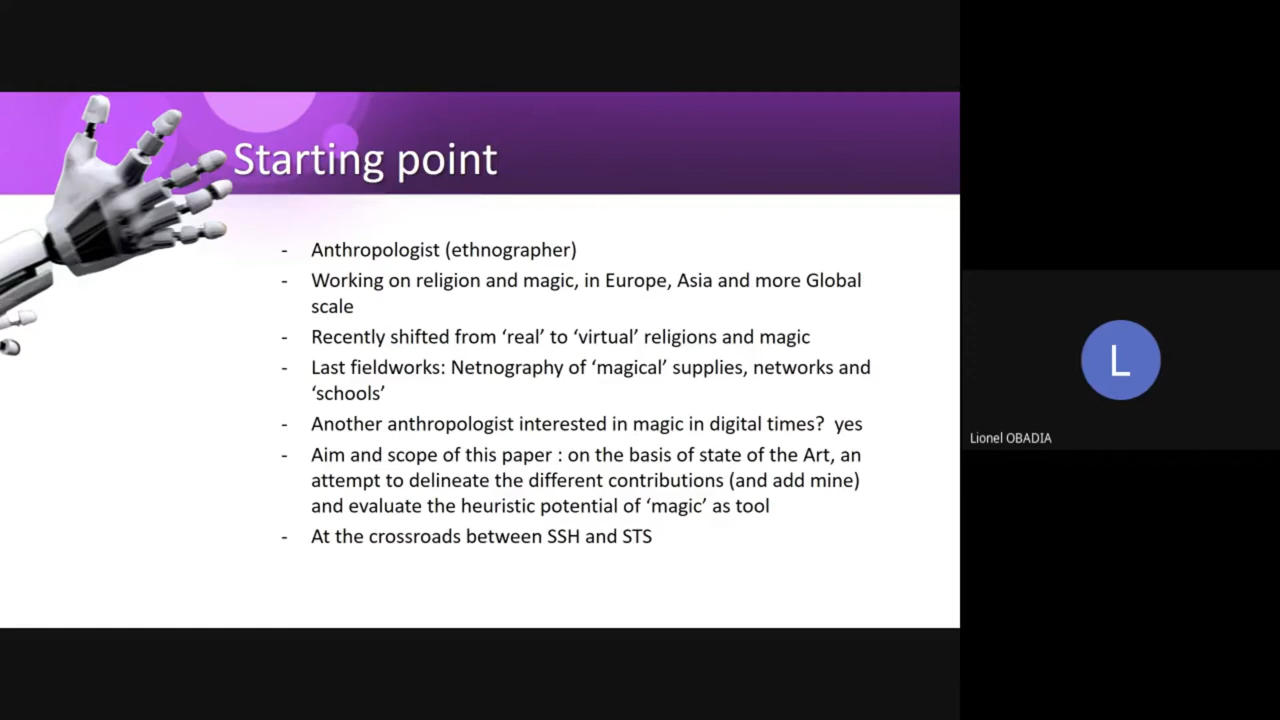 Starting point
- Anthropologist (ethnographer)
- Working on religion and magic, in Europe, Asia and more Global
scale
- Recently shifted from ‘real’ to ‘virtual’ religions and magic
- Last fieldworks: Netnography of ‘magical’ supplies, networks and
‘schools’
- Another anthropologist interested in magic in digital times?  yes
- Aim and scope of this paper : on the basis of state of the Art, an
attempt to delineate the different contributions (and add mine)
and evaluate the heuristic potential of ‘magic’ as tool
- At the crossroads between SSH and STS
L
Lionel OBADIA